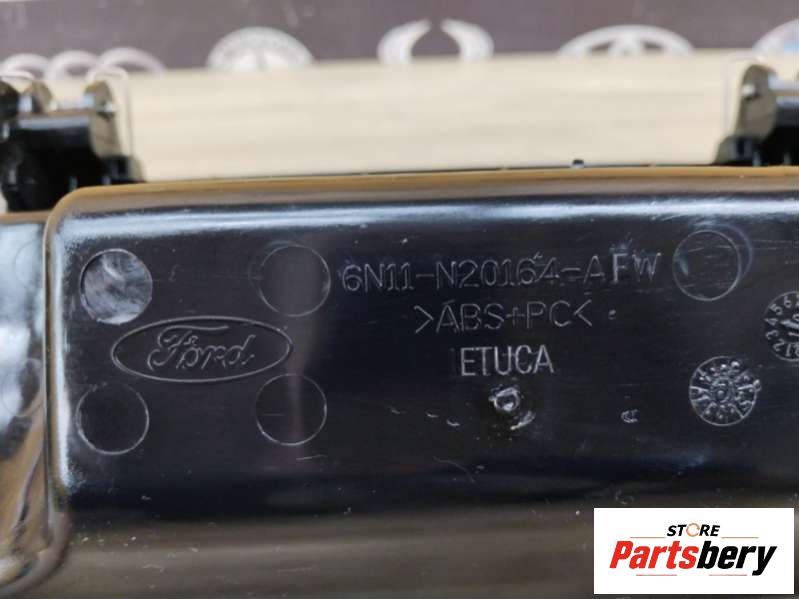 6N11-N20164-AFW
>ABS+PC<
Ford
ETUCA
STORE
Partsbery